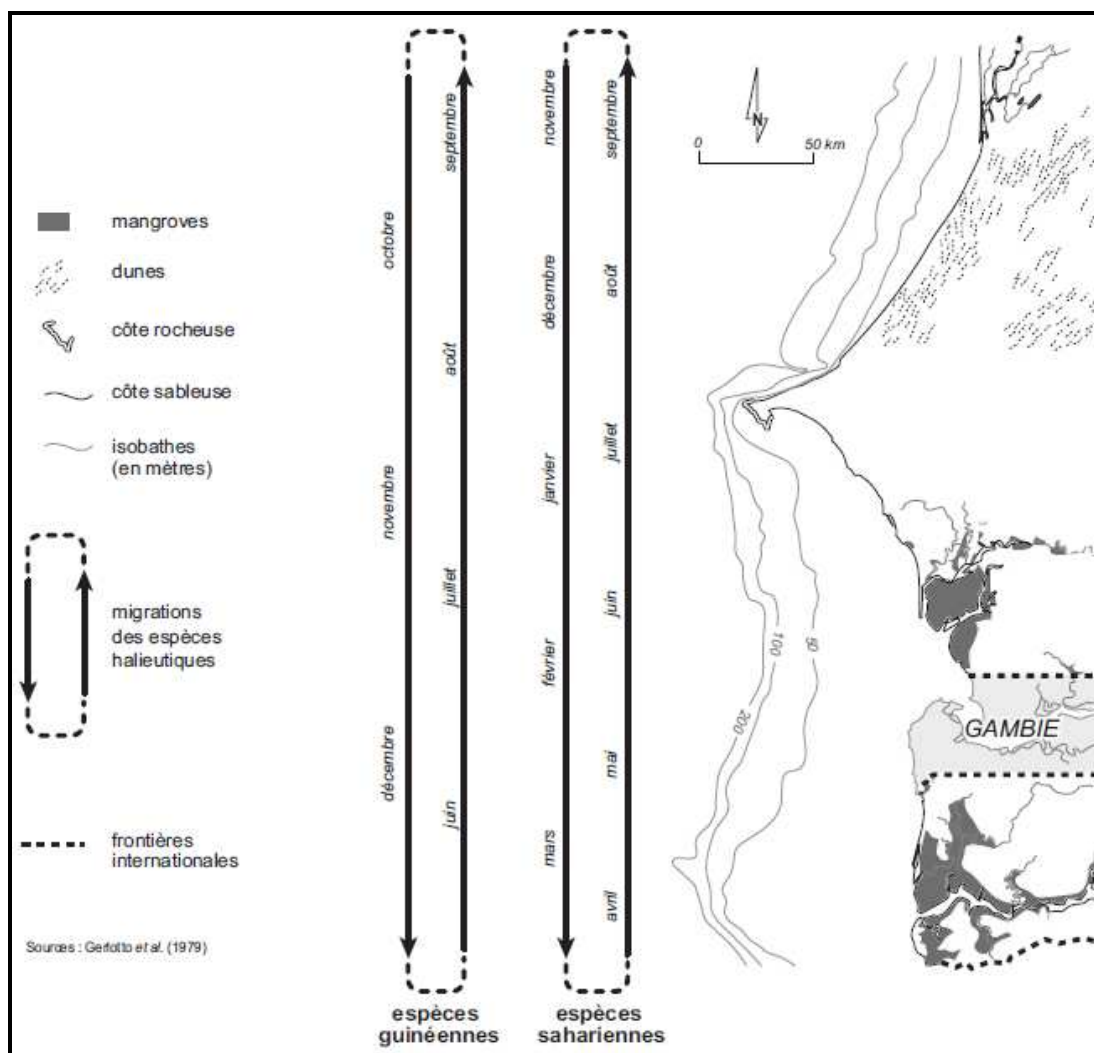 mangroves
dunes
côte rocheuse
côte sableuse
isobathes
(en mètres)
migrations
des espèces
halieutiques
frontières
internationales
Sources : Gerlotto et al. (1979)
septembre
octobre
août
novembre
juillet
décembre
juin
espèces
guinéennes
novembre
septembre
décembre
août
juillet
janvier
juin
février
mai
mars
avril
espèces
sahariennes
N
0
50 km
50
100
200
GAMBIE